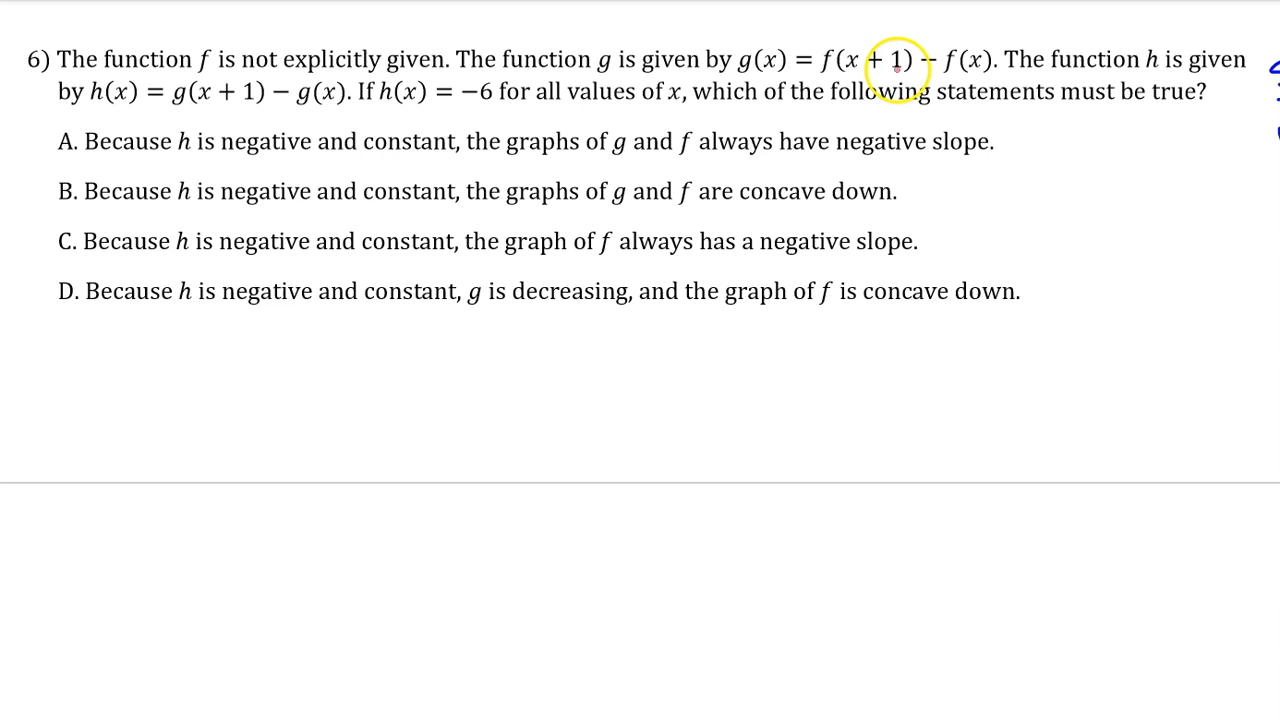 6) The function f is not explicitly given. The function g is given by g(x) = f(x + 1) − f(x). The function h is given
by h(x) = g(x + 1) − g(x). If h(x) = −6 for all values of x, which of the following statements must be true?
A. Because h is negative and constant, the graphs of g and f always have negative slope.
B. Because h is negative and constant, the graphs of g and f are concave down.
C. Because h is negative and constant, the graph of f always has a negative slope.
D. Because h is negative and constant, g is decreasing, and the graph of f is concave down.